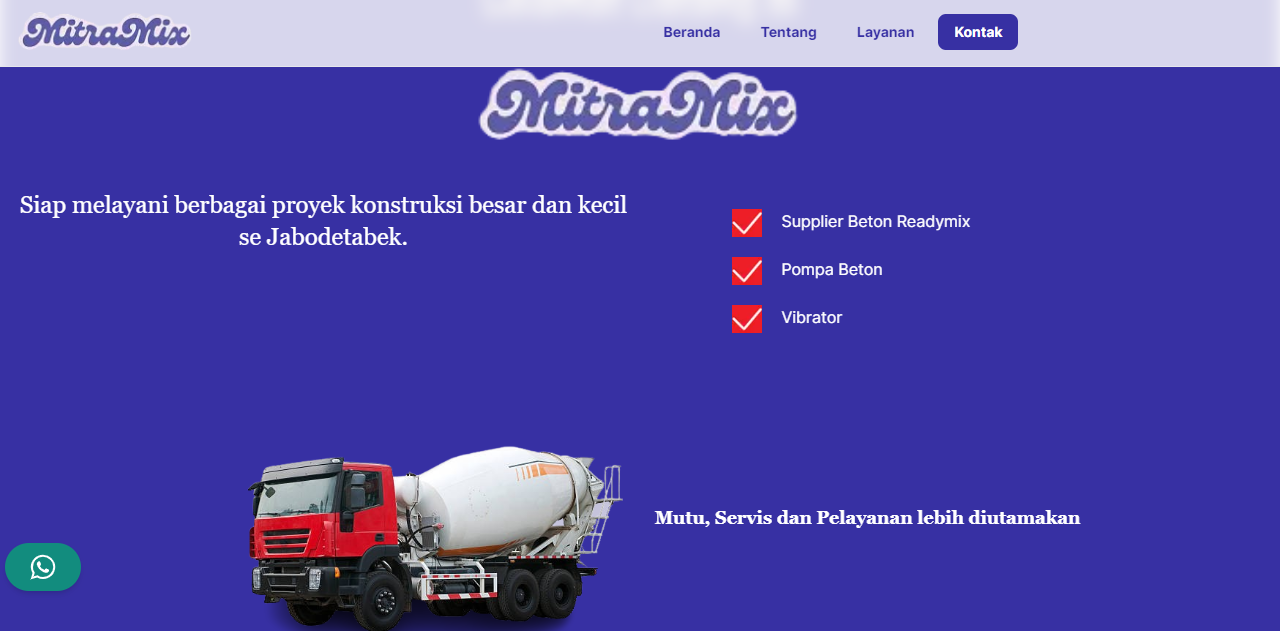 MitraMix
Beranda
Tentang
Layanan
Kontak
MitraMix
Siap melayani berbagai proyek konstruksi besar dan kecil
se Jabodetabek.
Supplier Beton Readymix
Pompa Beton
Vibrator
Mutu, Servis dan Pelayanan lebih diutamakan